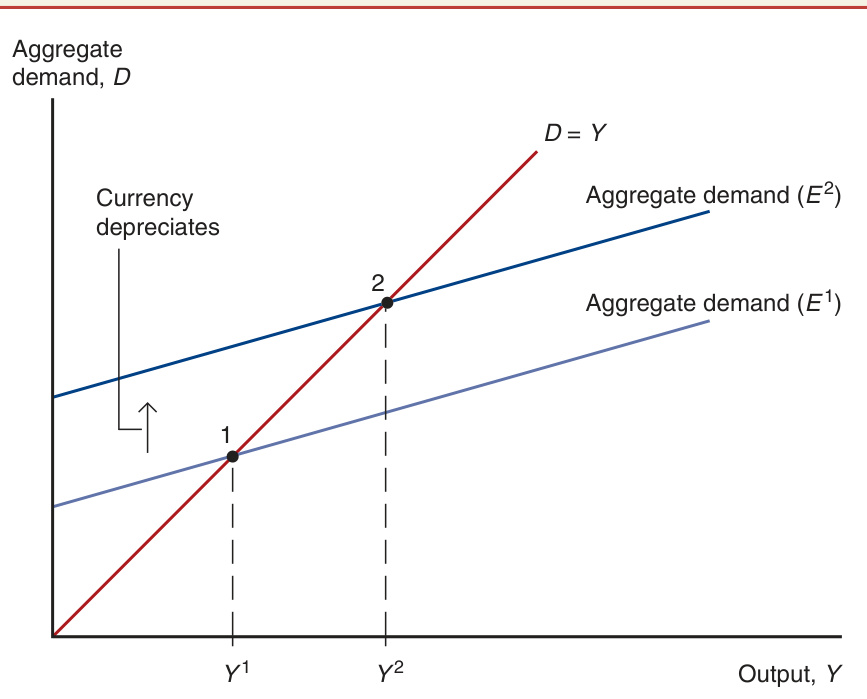 Aggregate
demand, D
D = Y
Currency
depreciates
Aggregate demand (E²)
2
Aggregate demand (E¹)
1
Y¹
Y²
Output, Y